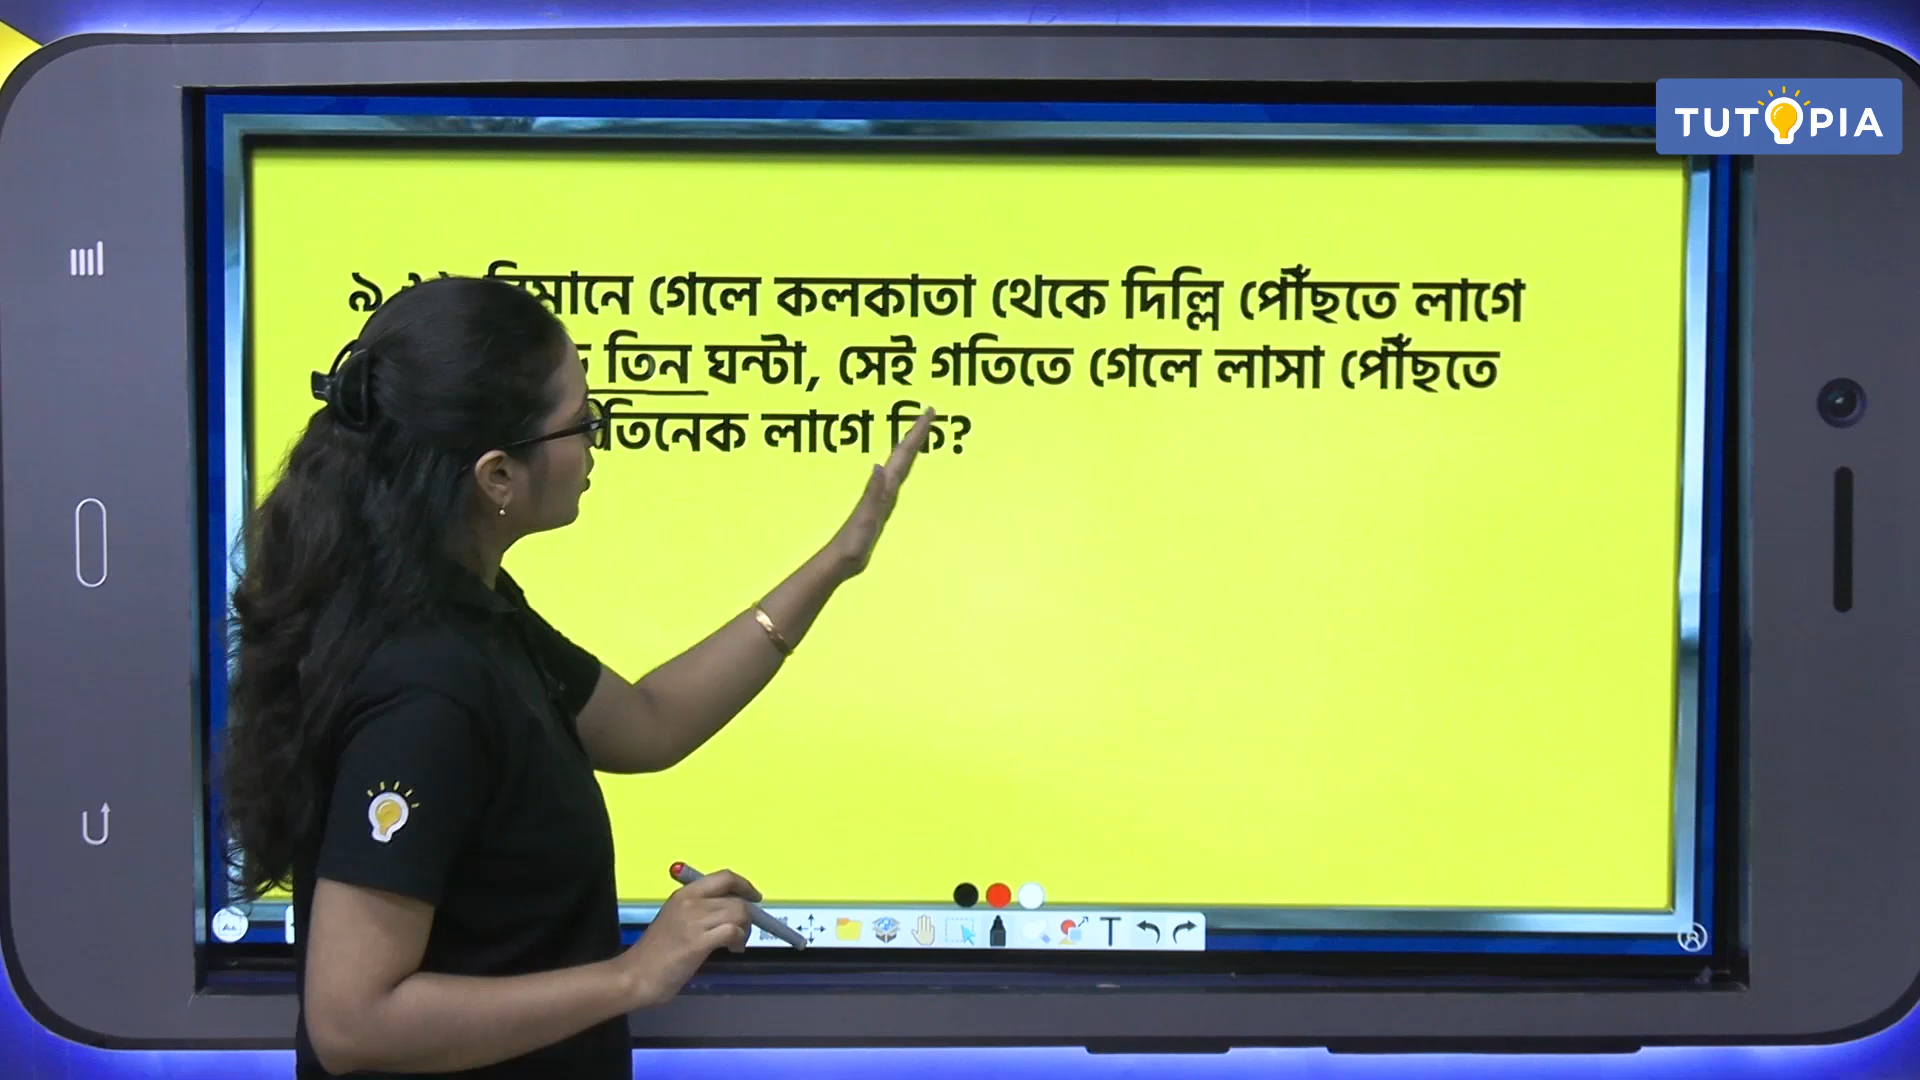 TUTOPIA
৯ গেলে কলকাতা থেকে দিল্লি পৌঁছতে লাগে
তিন ঘন্টা, সেই গতিতে গেলে লাসা পৌঁছতে
লাগে কি?
T